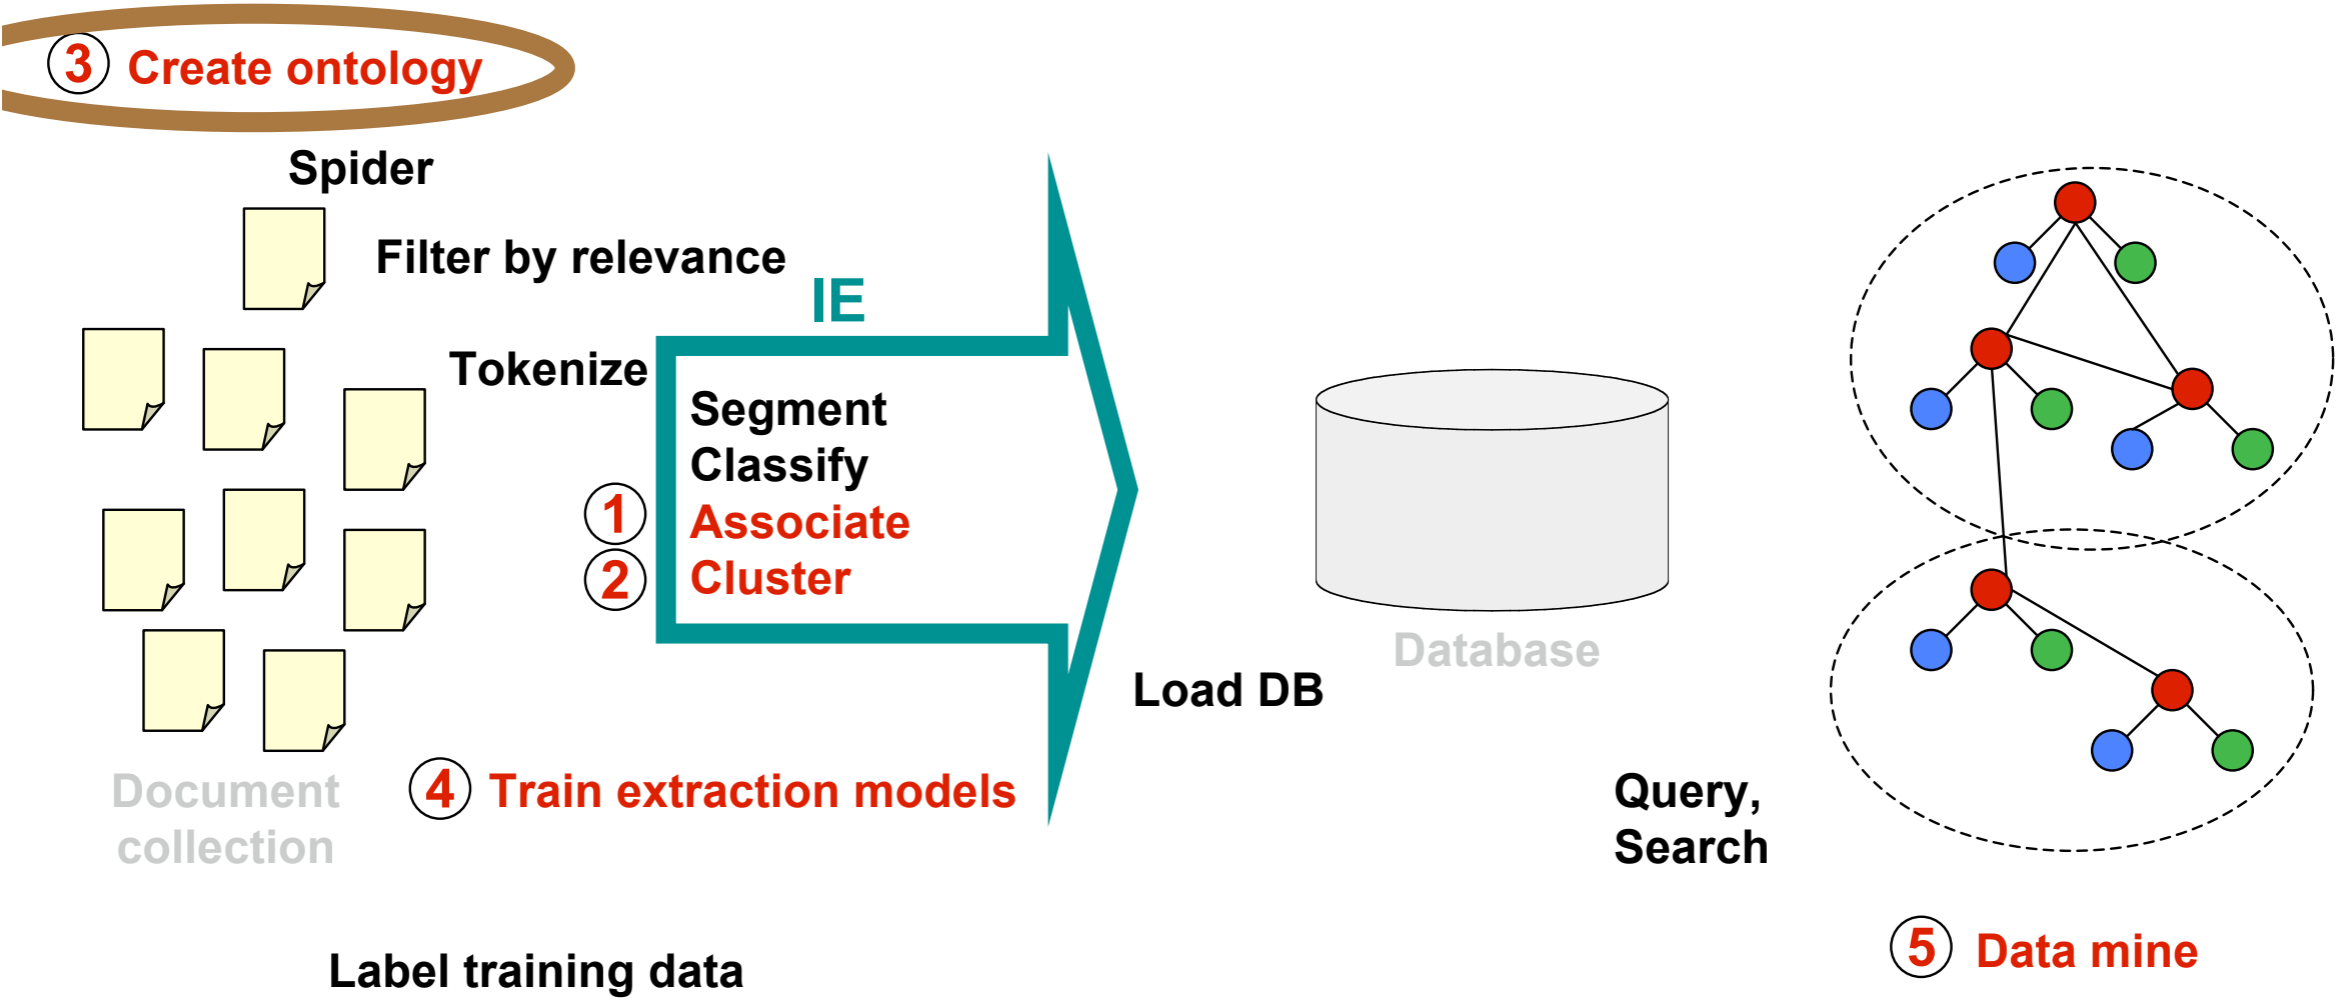 3 Create ontology
Spider
Filter by relevance
IE
Tokenize
Segment
Classify
1 Associate
2 Cluster
Database
Load DB
Document
collection
4 Train extraction models
Query,
Search
5 Data mine
Label training data